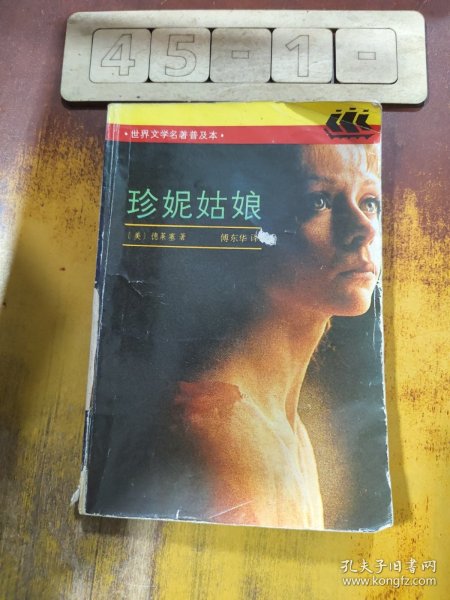 45-1-
·世界文学名著普及本·
珍妮姑娘
〔美〕德莱塞 著 傅东华 译
孔夫子旧书网
www.kongfz.com